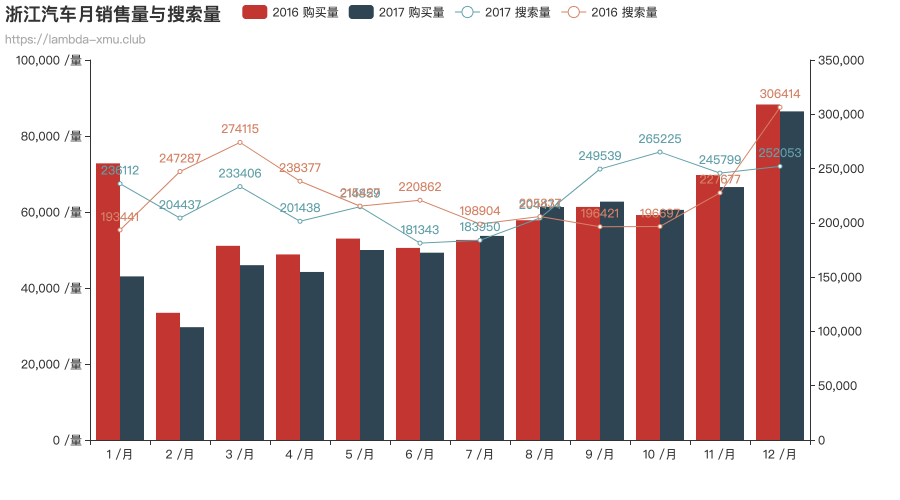 浙江汽车月销售量与搜索量
2016 购买量 2017 购买量 2017 搜索量 2016 搜索量
https://lambda-xmu.club
100,000 /量
80,000 /量
60,000 /量
40,000 /量
20,000 /量
0 /量
350,000
300,000
250,000
200,000
150,000
100,000
50,000
0
236112
204437
233406
201438
181343
183950
249539
265225
245799
252053
193441
247287
274115
238377
220862
198904
196421
196697
227677
306414
1 /月 2 /月 3 /月 4 /月 5 /月 6 /月 7 /月 8 /月 9 /月 10 /月 11 /月 12 /月